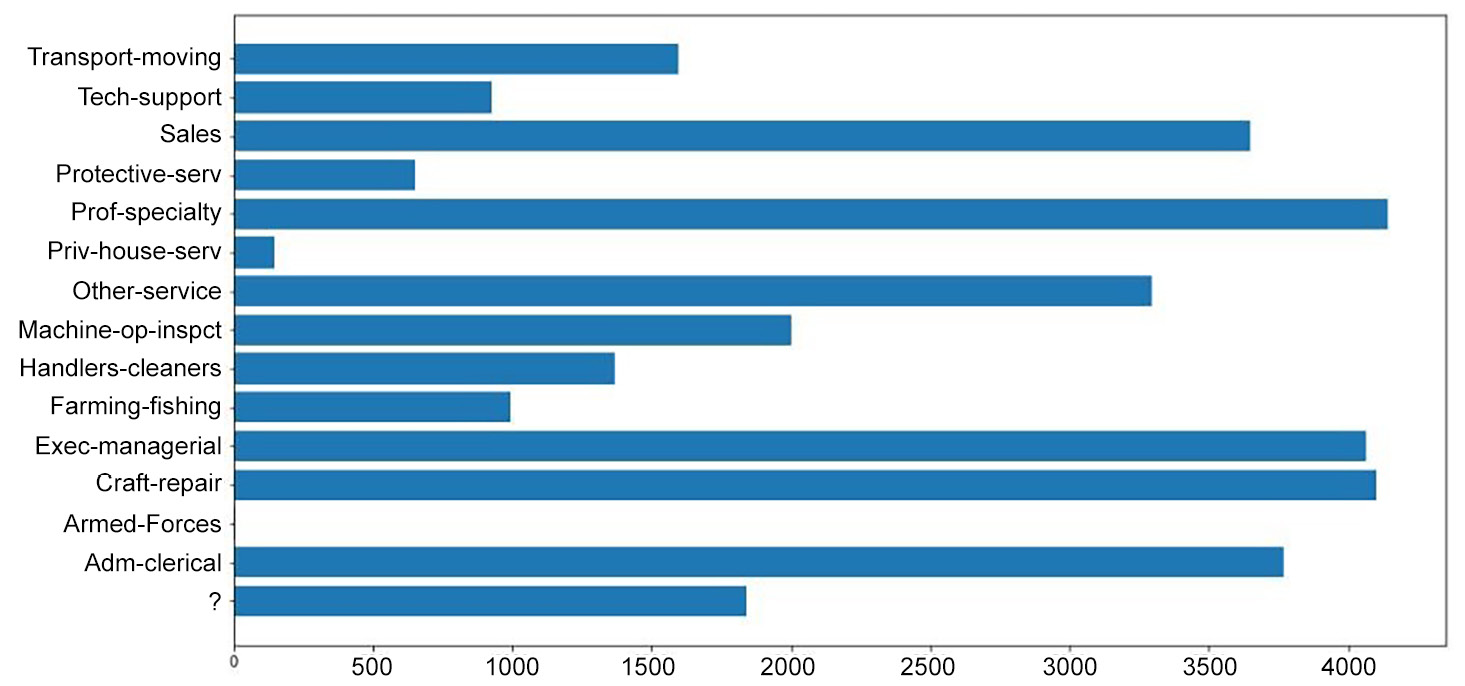 Transport-moving
Tech-support
Sales
Protective-serv
Prof-specialty
Priv-house-serv
Other-service
Machine-op-inspct
Handlers-cleaners
Farming-fishing
Exec-managerial
Craft-repair
Armed-Forces
Adm-clerical
?
0 500 1000 1500 2000 2500 3000 3500 4000